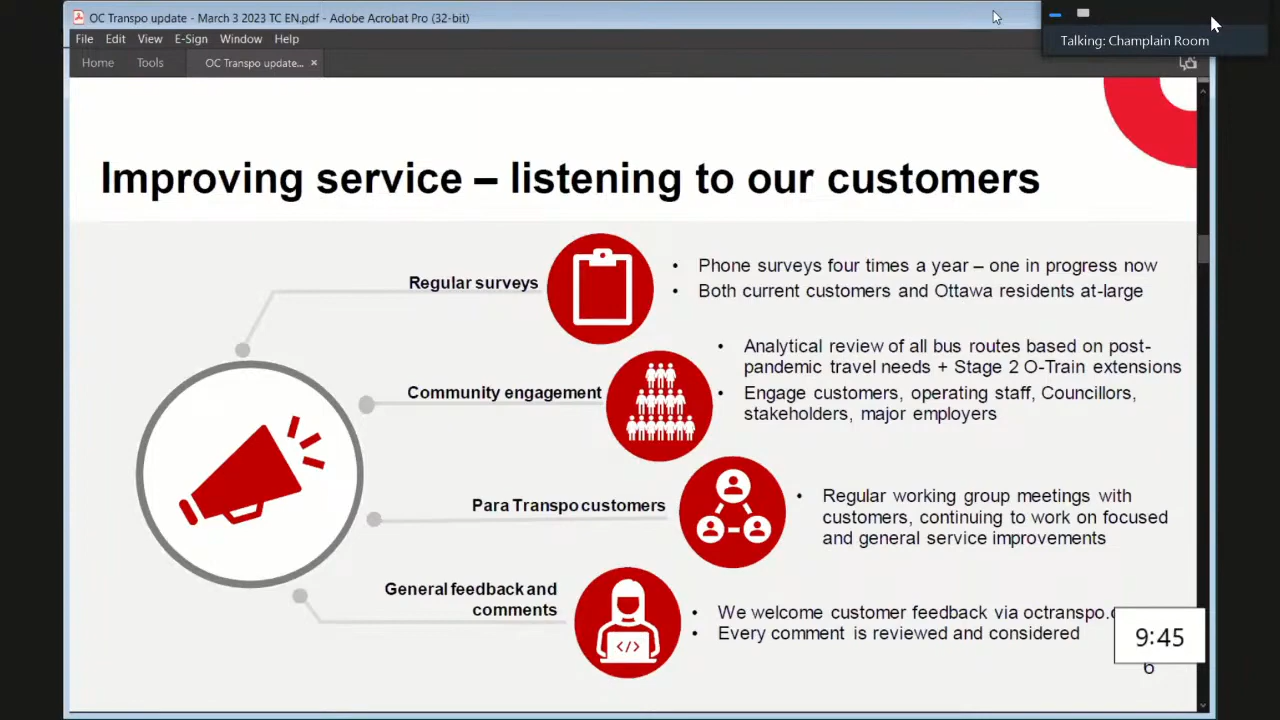 OC Transpo update - March 3 2023 TC EN.pdf - Adobe Acrobat Pro (32-bit)
Talking: Champlain Room
File Edit View E-Sign Window Help
Home Tools OC Transpo update... ×
Improving service – listening to our customers
Regular surveys
• Phone surveys four times a year – one in progress now
• Both current customers and Ottawa residents at-large
Community engagement
• Analytical review of all bus routes based on post-
pandemic travel needs + Stage 2 O-Train extensions
• Engage customers, operating staff, Councillors,
stakeholders, major employers
Para Transpo customers
• Regular working group meetings with
customers, continuing to work on focused
and general service improvements
General feedback and
comments
• We welcome customer feedback via
• Every comment is reviewed and considered
</>
9:45
6